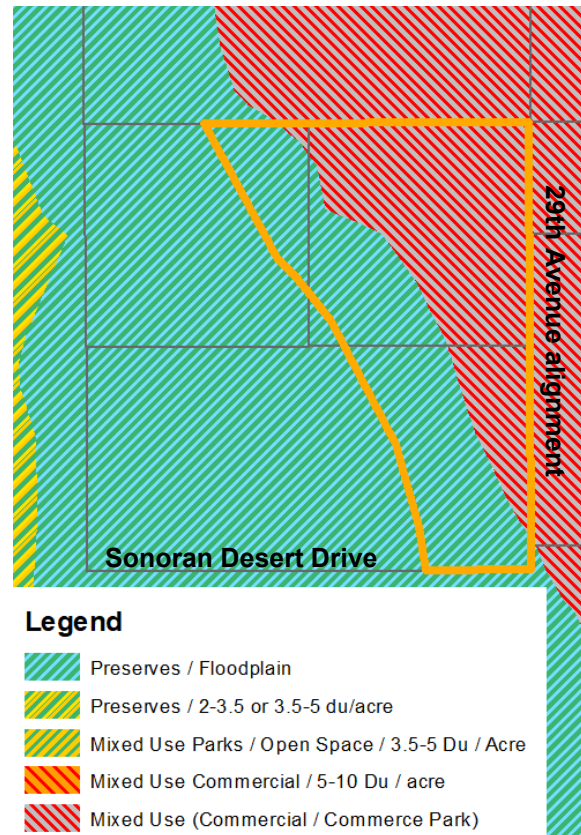 29th Avenue alignment
Sonoran Desert Drive
Legend
Preserves / Floodplain
Preserves / 2-3.5 or 3.5-5 du/acre
Mixed Use Parks / Open Space / 3.5-5 Du / Acre
Mixed Use Commercial / 5-10 Du / acre
Mixed Use (Commercial / Commerce Park)